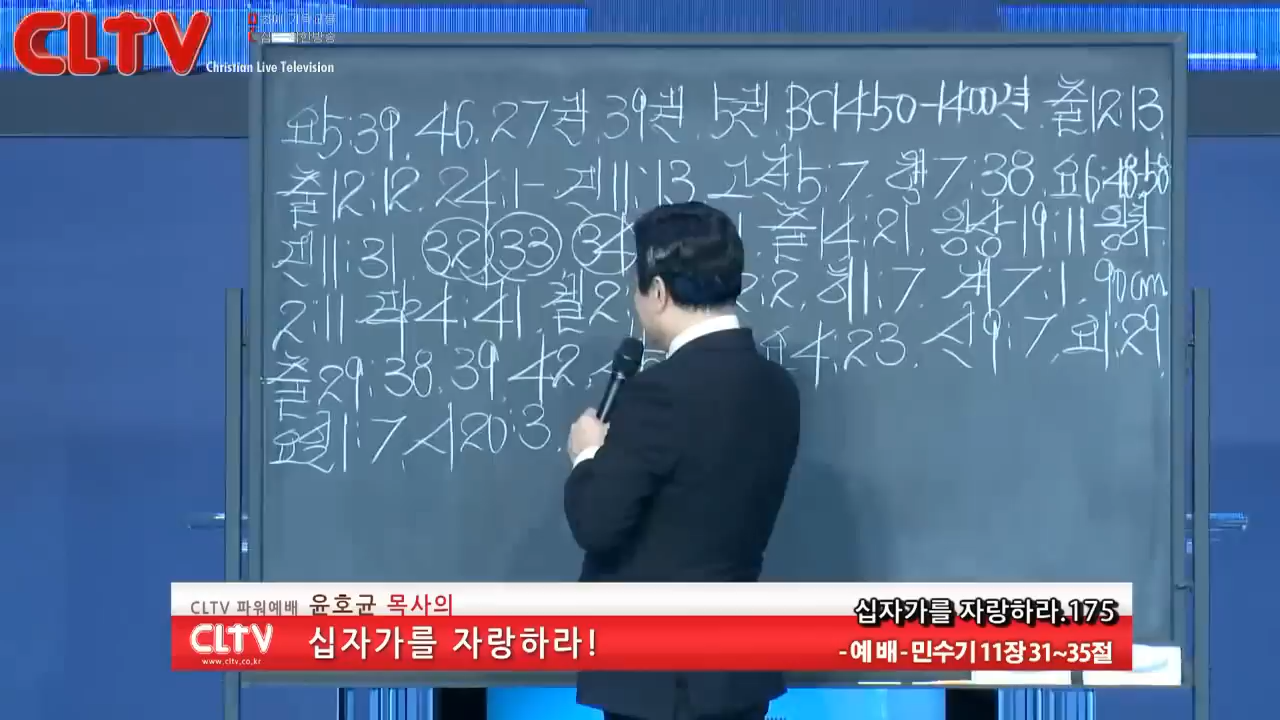 CLTV
Christian Live Television
요5:39, 46. 27권, 39권, 5권, BC1450-1400년, 출12:13,
출12:12, 24:1- 민11:13 고전5:7, 행7:38, 요6:48-58
민11:31, 32 33 34 출14:21, 왕상19:11
2:11 4:41 2:2, 히1:7, 계7:1, 90cm
출29:38, 39, 42, 4:23, 시9:7, 요1:29,
요일1:7, 사20:3,
CLTV 파워예배 윤호균 목사의
십자가를 자랑하라.175
CLTV
www.cltv.co.kr
십자가를 자랑하라!
- 예 배 - 민수기 11장 31~35절